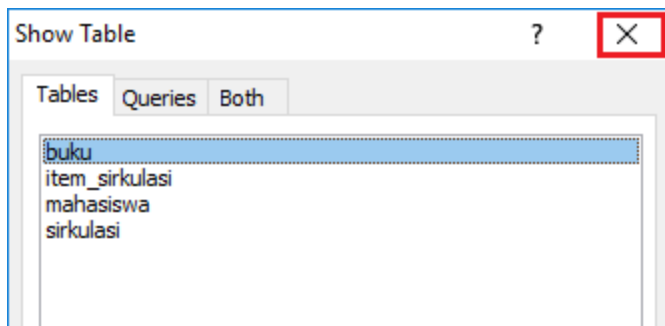 Show Table ?
Tables Queries Both
buku
item_sirkulasi
mahasiswa
sirkulasi